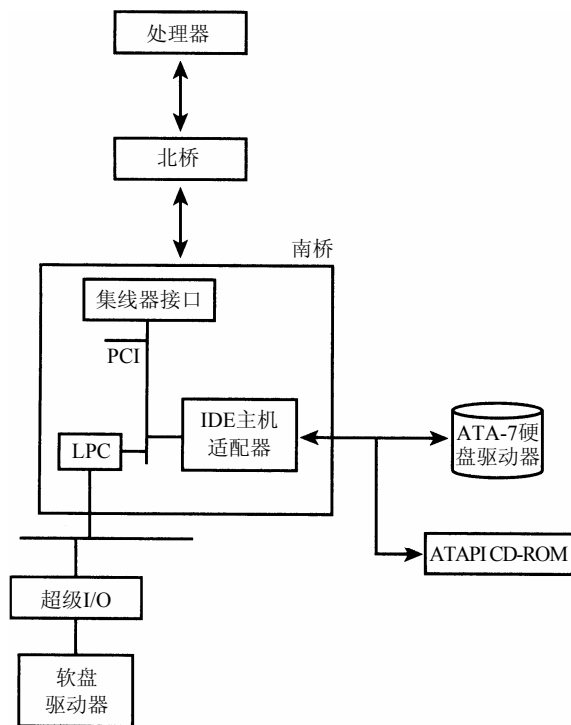 处理器
北桥
南桥
集线器接口
PCI
IDE主机
适配器
LPC
ATA-7硬
盘驱动器
ATAPI CD-ROM
超级I/O
软盘
驱动器